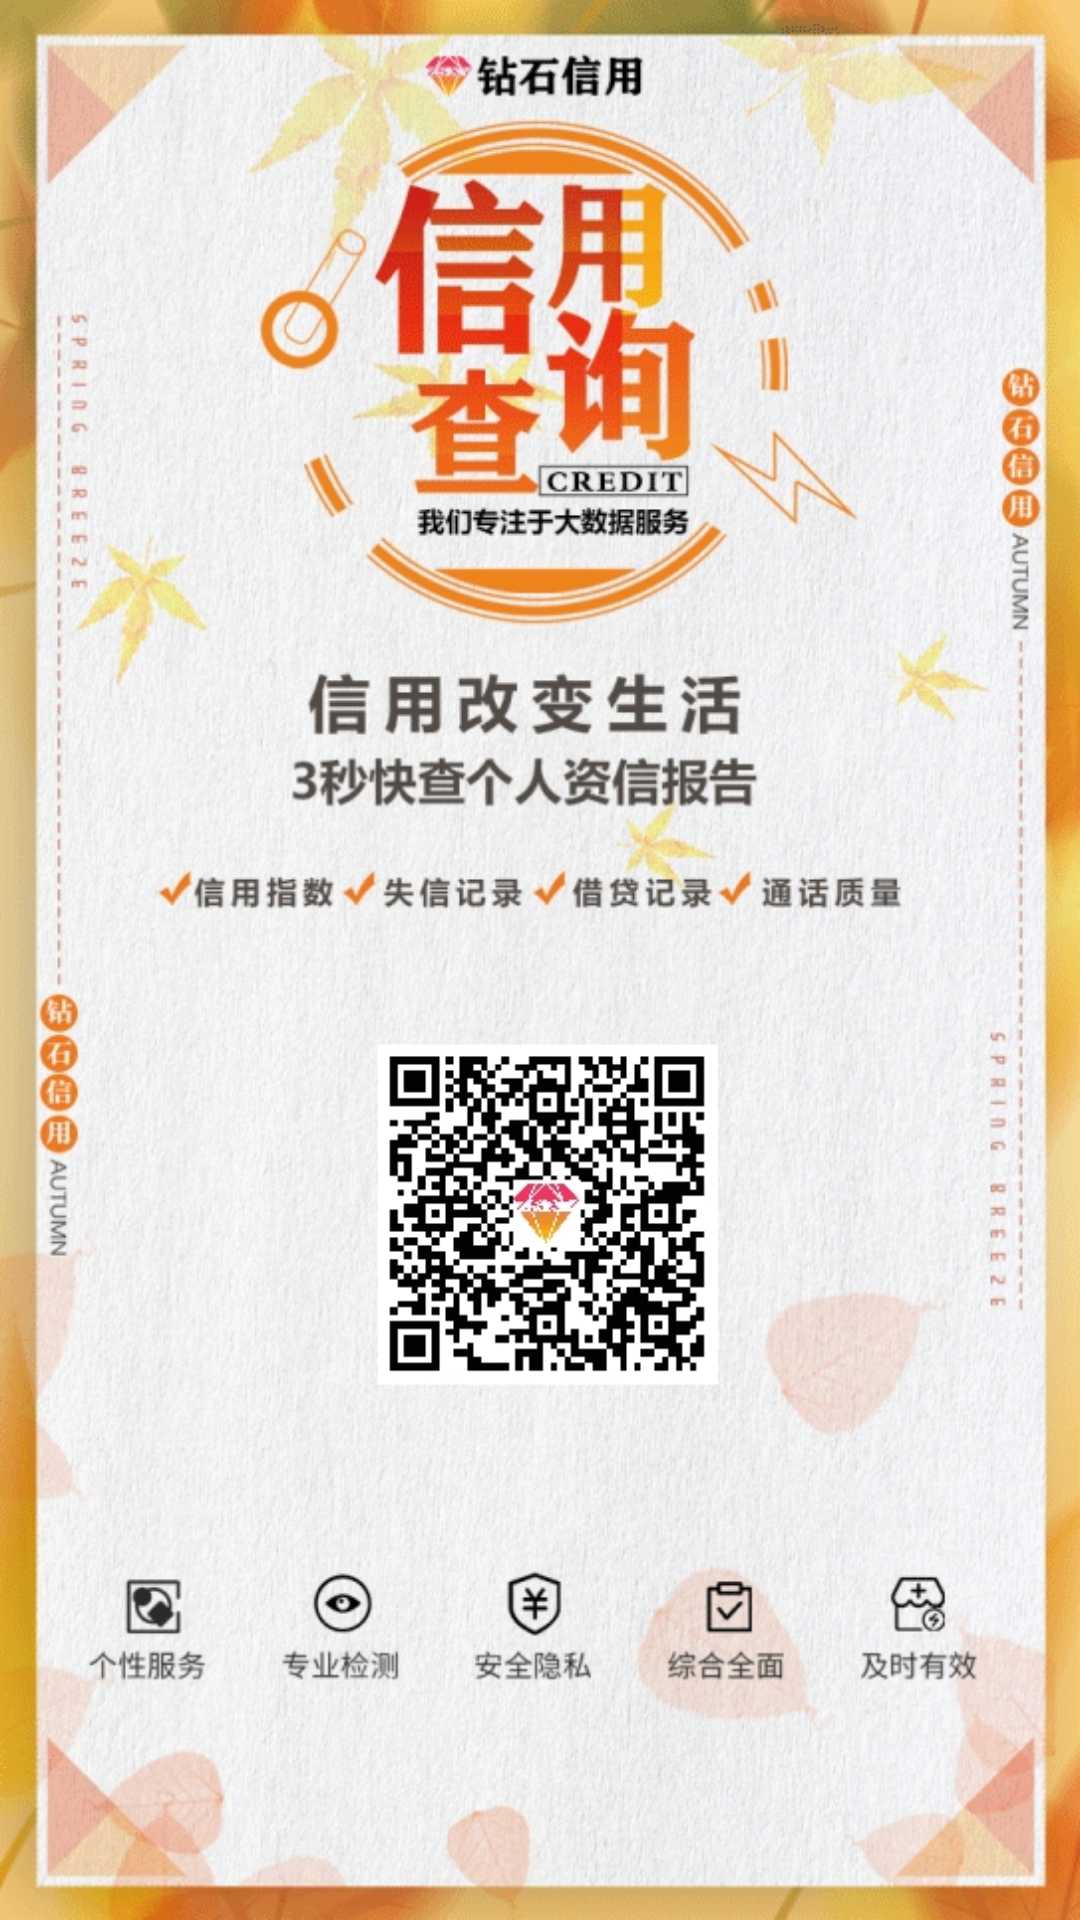 钻石信用
信用
查询
CREDIT
我们专注于大数据服务
SPRING BREEZE
钻石信用
AUTUMN
信用改变生活
3秒快查个人资信报告
信用指数 失信记录 借贷记录 通话质量
钻石信用
AUTUMN
SPRING BREEZE
个性服务 专业检测 安全隐私 综合全面 及时有效